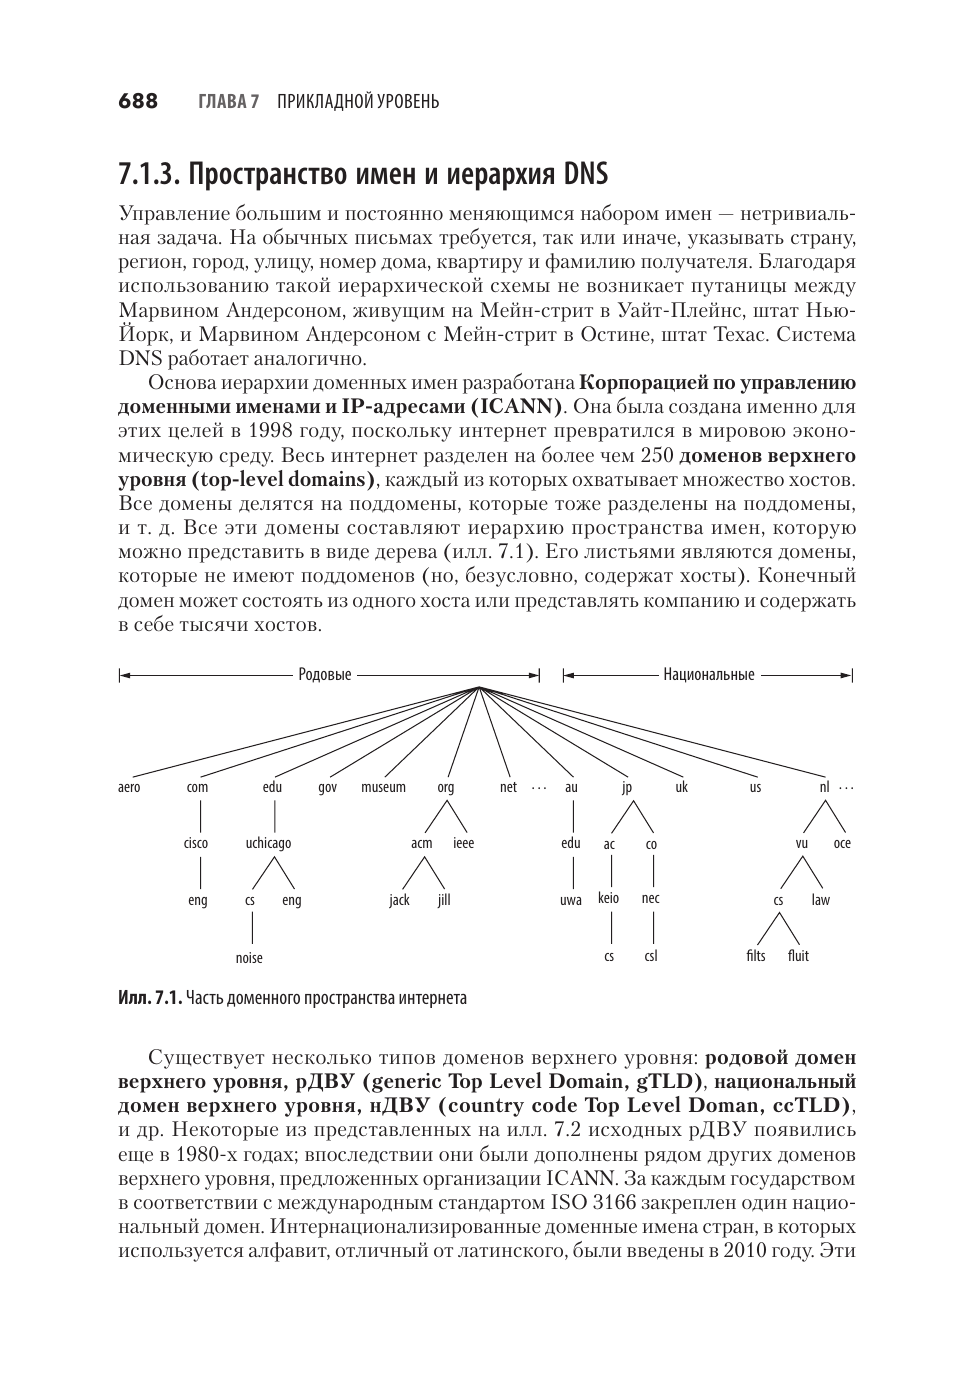 688 ГЛАВА 7 ПРИКЛАДНОЙ УРОВЕНЬ
7.1.3. Пространство имен и иерархия DNS
Управление большим и постоянно меняющимся набором имен — нетривиаль-
ная задача. На обычных письмах требуется, так или иначе, указывать страну,
регион, город, улицу, номер дома, квартиру и фамилию получателя. Благодаря
использованию такой иерархической схемы не возникает путаницы между
Марвином Андерсоном, живущим на Мейн-стрит в Уайт-Плейнс, штат Нью-
Йорк, и Марвином Андерсоном с Мейн-стрит в Остине, штат Техас. Система
DNS работает аналогично.
Основа иерархии доменных имен разработана Корпорацией по управлению
доменными именами и IP-адресами (ICANN). Она была создана именно для
этих целей в 1998 году, поскольку интернет превратился в мировою эконо-
мическую среду. Весь интернет разделен на более чем 250 доменов верхнего
уровня (top-level domains), каждый из которых охватывает множество хостов.
Все домены делятся на поддомены, которые тоже разделены на поддомены,
и т. д. Все эти домены составляют иерархию пространства имен, которую
можно представить в виде дерева (илл. 7.1). Его листьями являются домены,
которые не имеют поддоменов (но, безусловно, содержат хосты). Конечный
домен может состоять из одного хоста или представлять компанию и содержать
в себе тысячи хостов.
Родовые Национальные
aero com edu gov museum org net ... au jp uk us nl ...
cisco uchicago acm ieee edu ac co vu oce
eng cs eng jack jill uwa keio nec cs law
noise cs csl filts fluit
Илл. 7.1. Часть доменного пространства интернета
Существует несколько типов доменов верхнего уровня: родовой домен
верхнего уровня, рДВУ (generic Top Level Domain, gTLD), национальный
домен верхнего уровня, нДВУ (country code Top Level Doman, ccTLD),
и др. Некоторые из представленных на илл. 7.2 исходных рДВУ появились
еще в 1980-х годах; впоследствии они были дополнены рядом других доменов
верхнего уровня, предложенных организации ICANN. За каждым государством
в соответствии с международным стандартом ISO 3166 закреплен один нацио-
нальный домен. Интернационализированные доменные имена стран, в которых
используется алфавит, отличный от латинского, были введены в 2010 году. Эти